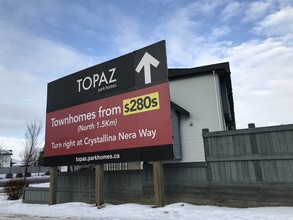 TOPAZ
park homes
Townhomes from $280s
(North 1.5KM)
Turn right at Crystallina Nera Way
topaz.parkhomes.ca